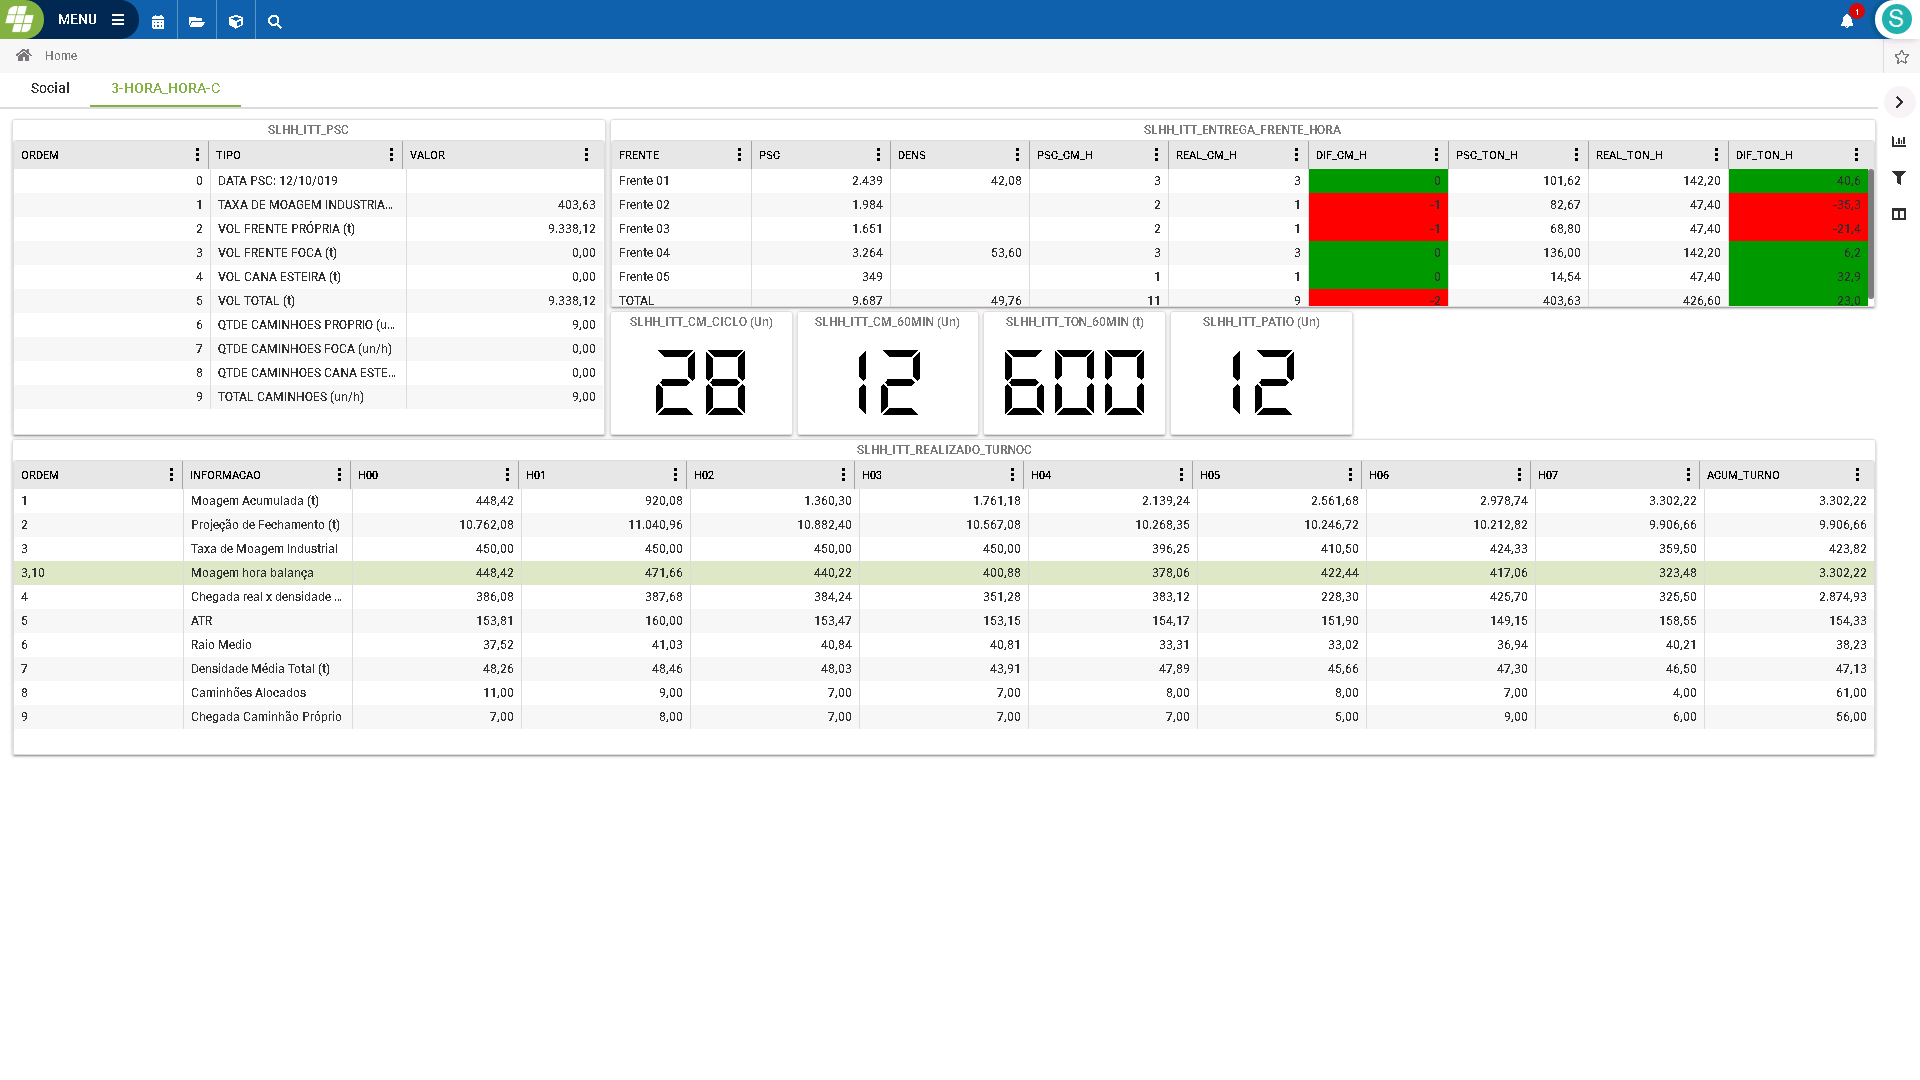 MENU
1
S
Home
Social 3-HORA_HORA-C
SLHH_ITT_PSC
ORDEM TIPO VALOR
0 DATA PSC: 12/10/019
1 TAXA DE MOAGEM INDUSTRIA... 403,63
2 VOL FRENTE PRÓPRIA (t) 9.338,12
3 VOL FRENTE FOCA (t) 0,00
4 VOL CANA ESTEIRA (t) 0,00
5 VOL TOTAL (t) 9.338,12
6 QTDE CAMINHOES PROPRIO (u... 9,00
7 QTDE CAMINHOES FOCA (un/h) 0,00
8 QTDE CAMINHOES CANA ESTE... 0,00
9 TOTAL CAMINHOES (un/h) 9,00
SLHH_ITT_ENTREGA_FRENTE_HORA
FRENTE PSC DENS PSC_CM_H REAL_CM_H DIF_CM_H PSC_TON_H REAL_TON_H DIF_TON_H
Frente 01 2.439 42,08 3 3 0 101,62 142,20 40,6
Frente 02 1.984 2 1 -1 82,67 47,40 -35,3
Frente 03 1.651 2 1 -1 68,80 47,40 -21,4
Frente 04 3.264 53,60 3 3 0 136,00 142,20 6,2
Frente 05 349 1 1 0 14,54 47,40 32,9
TOTAL 9.687 49,76 11 9 -2 403,63 426,60 23,0
SLHH_ITT_CM_CICLO (Un) SLHH_ITT_CM_60MIN (Un) SLHH_ITT_TON_60MIN (t) SLHH_ITT_PATIO (Un)
28 12 600 12
SLHH_ITT_REALIZADO_TURNOC
ORDEM INFORMACAO H00 H01 H02 H03 H04 H05 H06 H07 ACUM_TURNO
1 Moagem Acumulada (t) 448,42 920,08 1.360,30 1.761,18 2.139,24 2.561,68 2.978,74 3.302,22 3.302,22
2 Projeção de Fechamento (t) 10.762,08 11.040,96 10.882,40 10.567,08 10.268,35 10.246,72 10.212,82 9.906,66 9.906,66
3 Taxa de Moagem Industrial 450,00 450,00 450,00 450,00 396,25 410,50 424,33 359,50 423,82
3,10 Moagem hora balança 448,42 471,66 440,22 400,88 378,06 422,44 417,06 323,48 3.302,22
4 Chegada real x densidade ... 386,08 387,68 384,24 351,28 383,12 228,30 425,70 325,50 2.874,93
5 ATR 153,81 160,00 153,47 153,15 154,17 151,90 149,15 158,55 154,33
6 Raio Medio 37,52 41,03 40,84 40,81 33,31 33,02 36,94 40,21 38,23
7 Densidade Média Total (t) 48,26 48,46 48,03 43,91 47,89 45,66 47,30 46,50 47,13
8 Caminhões Alocados 11,00 9,00 7,00 7,00 8,00 8,00 7,00 4,00 61,00
9 Chegada Caminhão Próprio 7,00 8,00 7,00 7,00 7,00 5,00 9,00 6,00 56,00